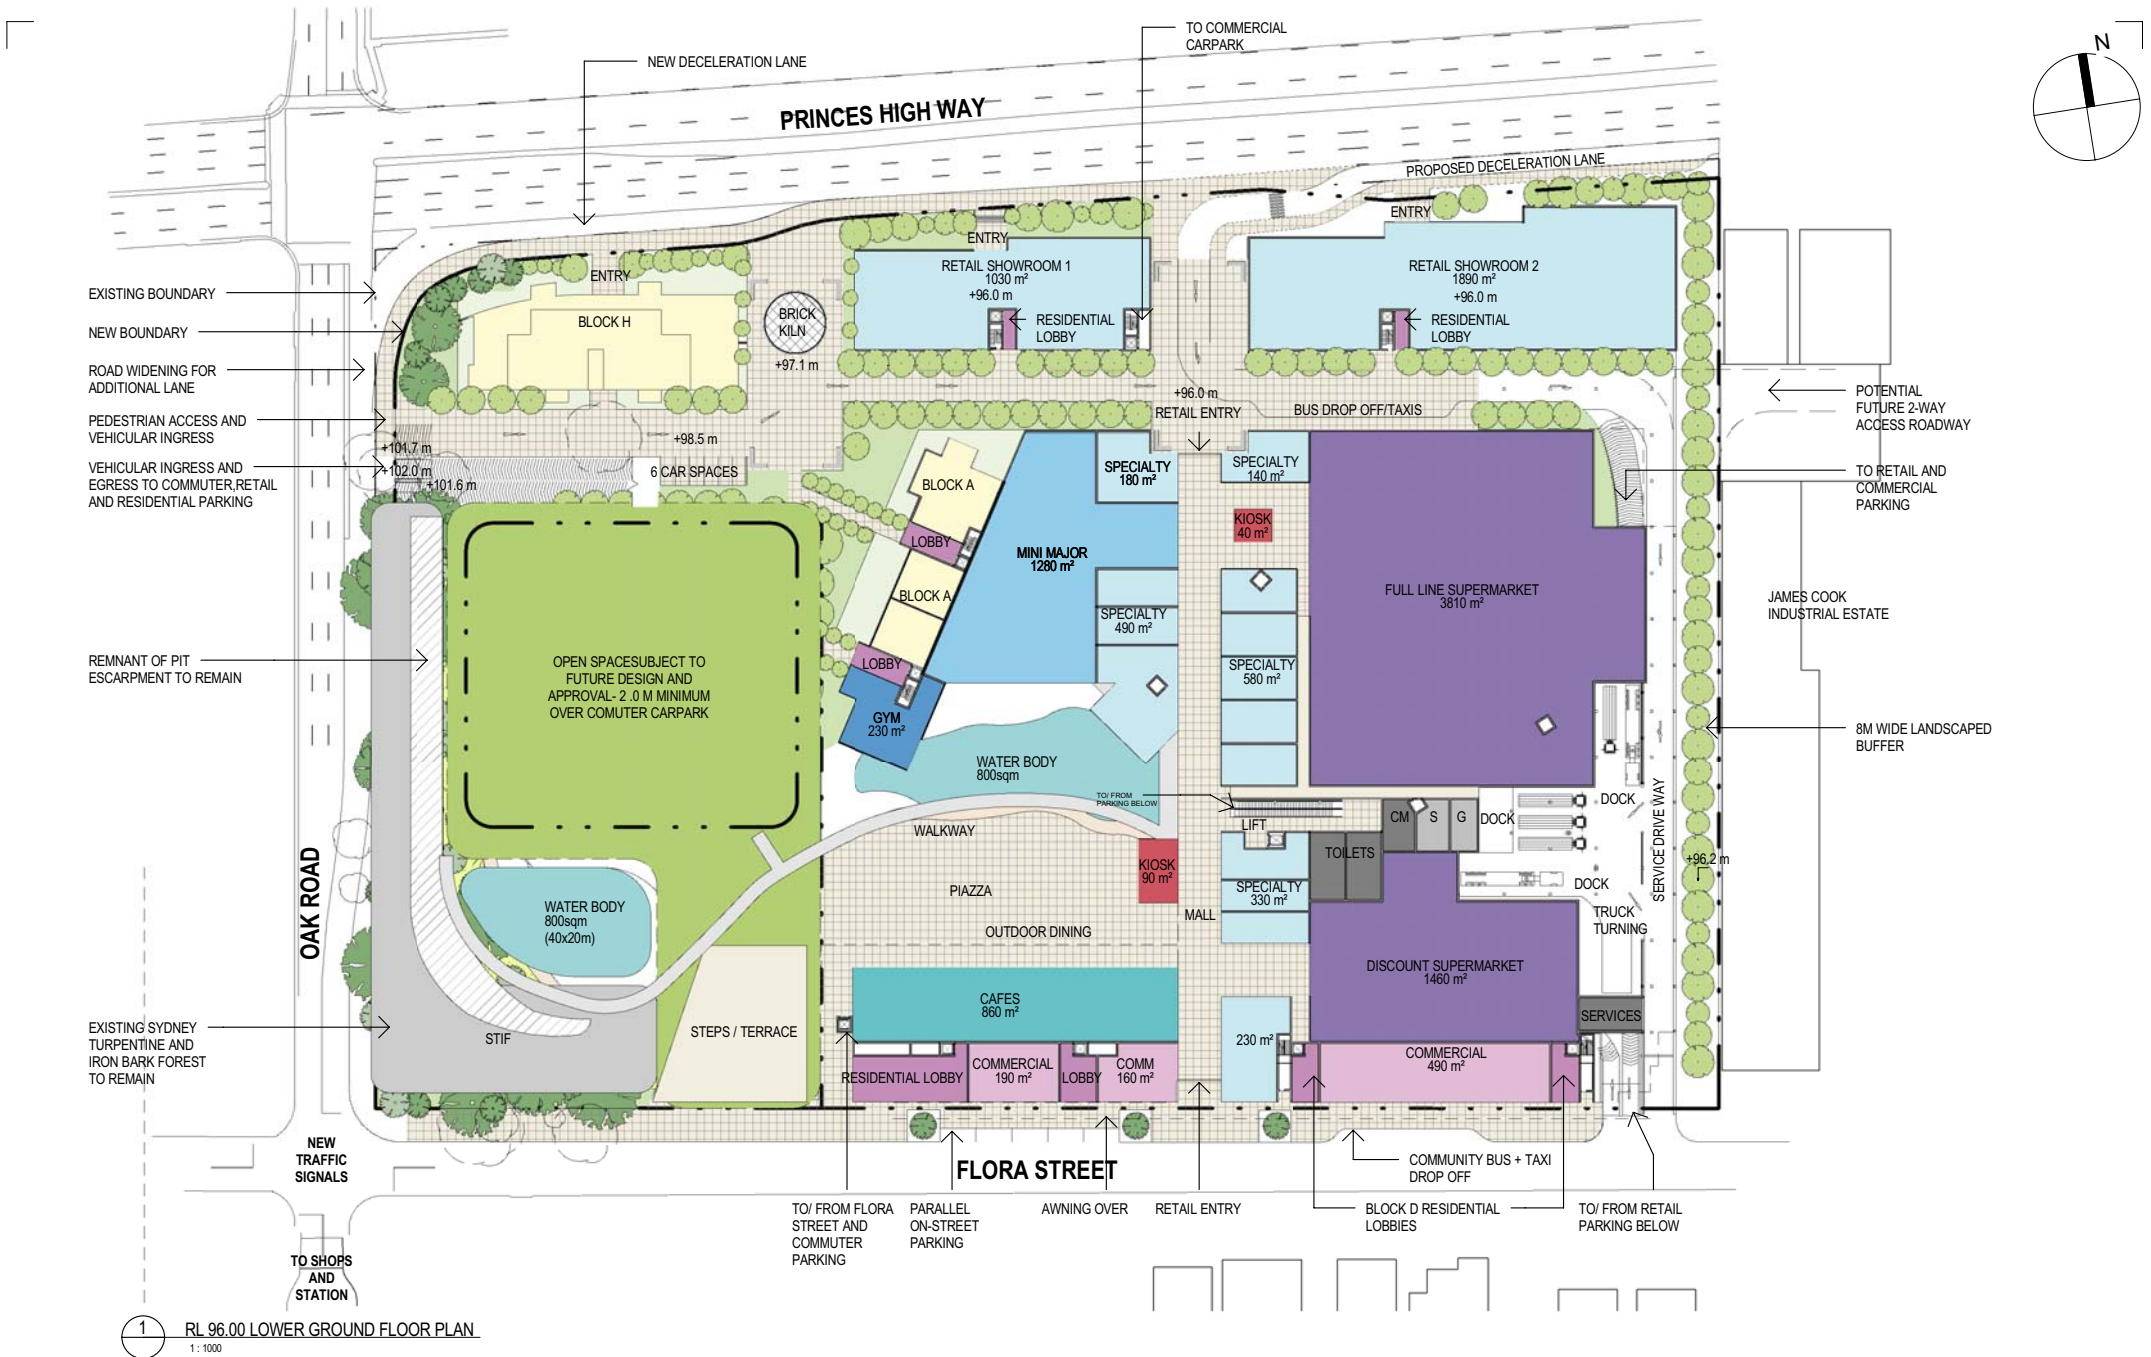 TO COMMERCIAL
CARPARK
N
NEW DECELERATION LANE
PRINCES HIGH WAY
PROPOSED DECELERATION LANE
ENTRY
ENTRY
ENTRY
RETAIL SHOWROOM 1
1030 m²
+96.0 m
RETAIL SHOWROOM 2
1890 m²
+96.0 m
EXISTING BOUNDARY
NEW BOUNDARY
ROAD WIDENING FOR
ADDITIONAL LANE
PEDESTRIAN ACCESS AND
VEHICULAR INGRESS
VEHICULAR INGRESS AND
EGRESS TO COMMUTER,RETAIL
AND RESIDENTIAL PARKING
BLOCK H
BRICK
KILN
+97.1 m
RESIDENTIAL
LOBBY
RESIDENTIAL
LOBBY
+96.0 m
RETAIL ENTRY
BUS DROP OFF/TAXIS
POTENTIAL
FUTURE 2-WAY
ACCESS ROADWAY
+98.5 m
+101.7 m
+102.0 m
+101.6 m
6 CAR SPACES
TO RETAIL AND
COMMERCIAL
PARKING
BLOCK A
LOBBY
BLOCK A
LOBBY
SPECIALTY
180 m²
SPECIALTY
140 m²
KIOSK
40 m²
MINI MAJOR
1280 m²
SPECIALTY
490 m²
FULL LINE SUPERMARKET
3810 m²
JAMES COOK
INDUSTRIAL ESTATE
REMNANT OF PIT
ESCARPMENT TO REMAIN
OPEN SPACESUBJECT TO
FUTURE DESIGN AND
APPROVAL- 2 .0 M MINIMUM
OVER COMUTER CARPARK
SPECIALTY
580 m²
GYM
230 m²
8M WIDE LANDSCAPED
BUFFER
WATER BODY
800sqm
TO/ FROM
PARKING BELOW
WALKWAY
LIFT
CM
S
G
DOCK
DOCK
SERVICE DRIVE WAY
OAK ROAD
TOILETS
+96.2 m
KIOSK
90 m²
PIAZZA
SPECIALTY
330 m²
DOCK
MALL
TRUCK
TURNING
WATER BODY
800sqm
(40x20m)
OUTDOOR DINING
DISCOUNT SUPERMARKET
1460 m²
CAFES
860 m²
SERVICES
EXISTING SYDNEY
TURPENTINE AND
IRON BARK FOREST
TO REMAIN
STIF
STEPS / TERRACE
230 m²
RESIDENTIAL LOBBY
COMMERCIAL
190 m²
LOBBY
COMM
160 m²
COMMERCIAL
490 m²
NEW
TRAFFIC
SIGNALS
FLORA STREET
COMMUNITY BUS + TAXI
DROP OFF
TO/ FROM FLORA
STREET AND
COMMUTER
PARKING
PARALLEL
ON-STREET
PARKING
AWNING OVER
RETAIL ENTRY
BLOCK D RESIDENTIAL
LOBBIES
TO/ FROM RETAIL
PARKING BELOW
TO SHOPS
AND
STATION
1
RL 96.00 LOWER GROUND FLOOR PLAN
1 : 1000